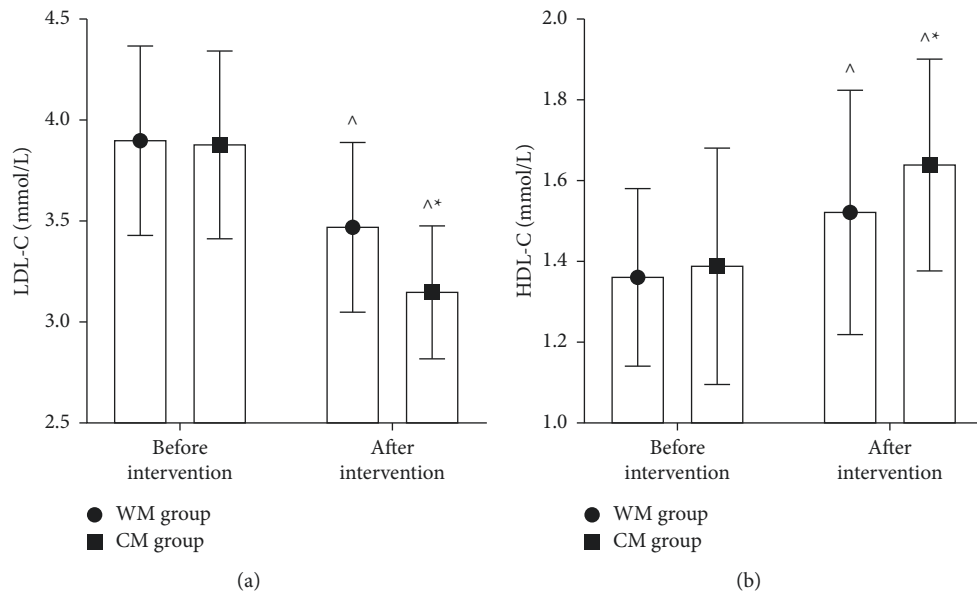 4.5
^
4.0
^*
LDL-C (mmol/L)
3.5
3.0
2.5
Before intervention
After intervention
WM group
CM group
(a)
2.0
^*
^
1.8
HDL-C (mmol/L)
1.6
1.4
1.2
1.0
Before
intervention
After
intervention
WM group
CM group
(b)